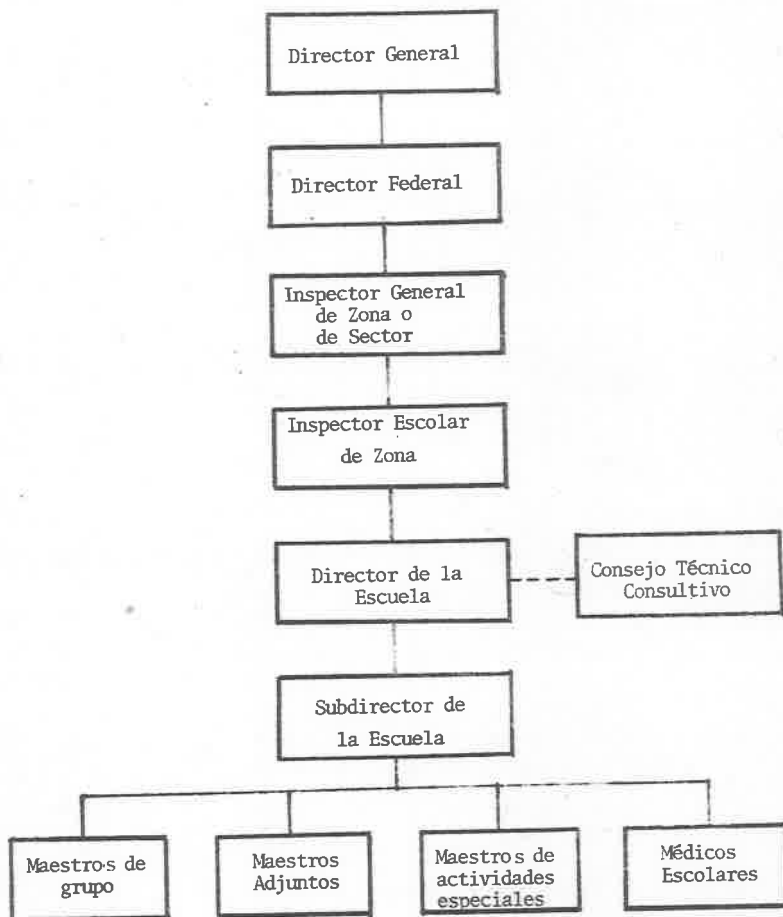 Director General
Director Federal
Inspector General
de Zona o
de Sector
Inspector Escolar
de Zona
Director de la
Escuela
Consejo Técnico
Consultivo
Subdirector de
la Escuela
Maestros de
grupo
Maestros
Adjuntos
Maestros de
actividades
especiales
Médicos
Escolares